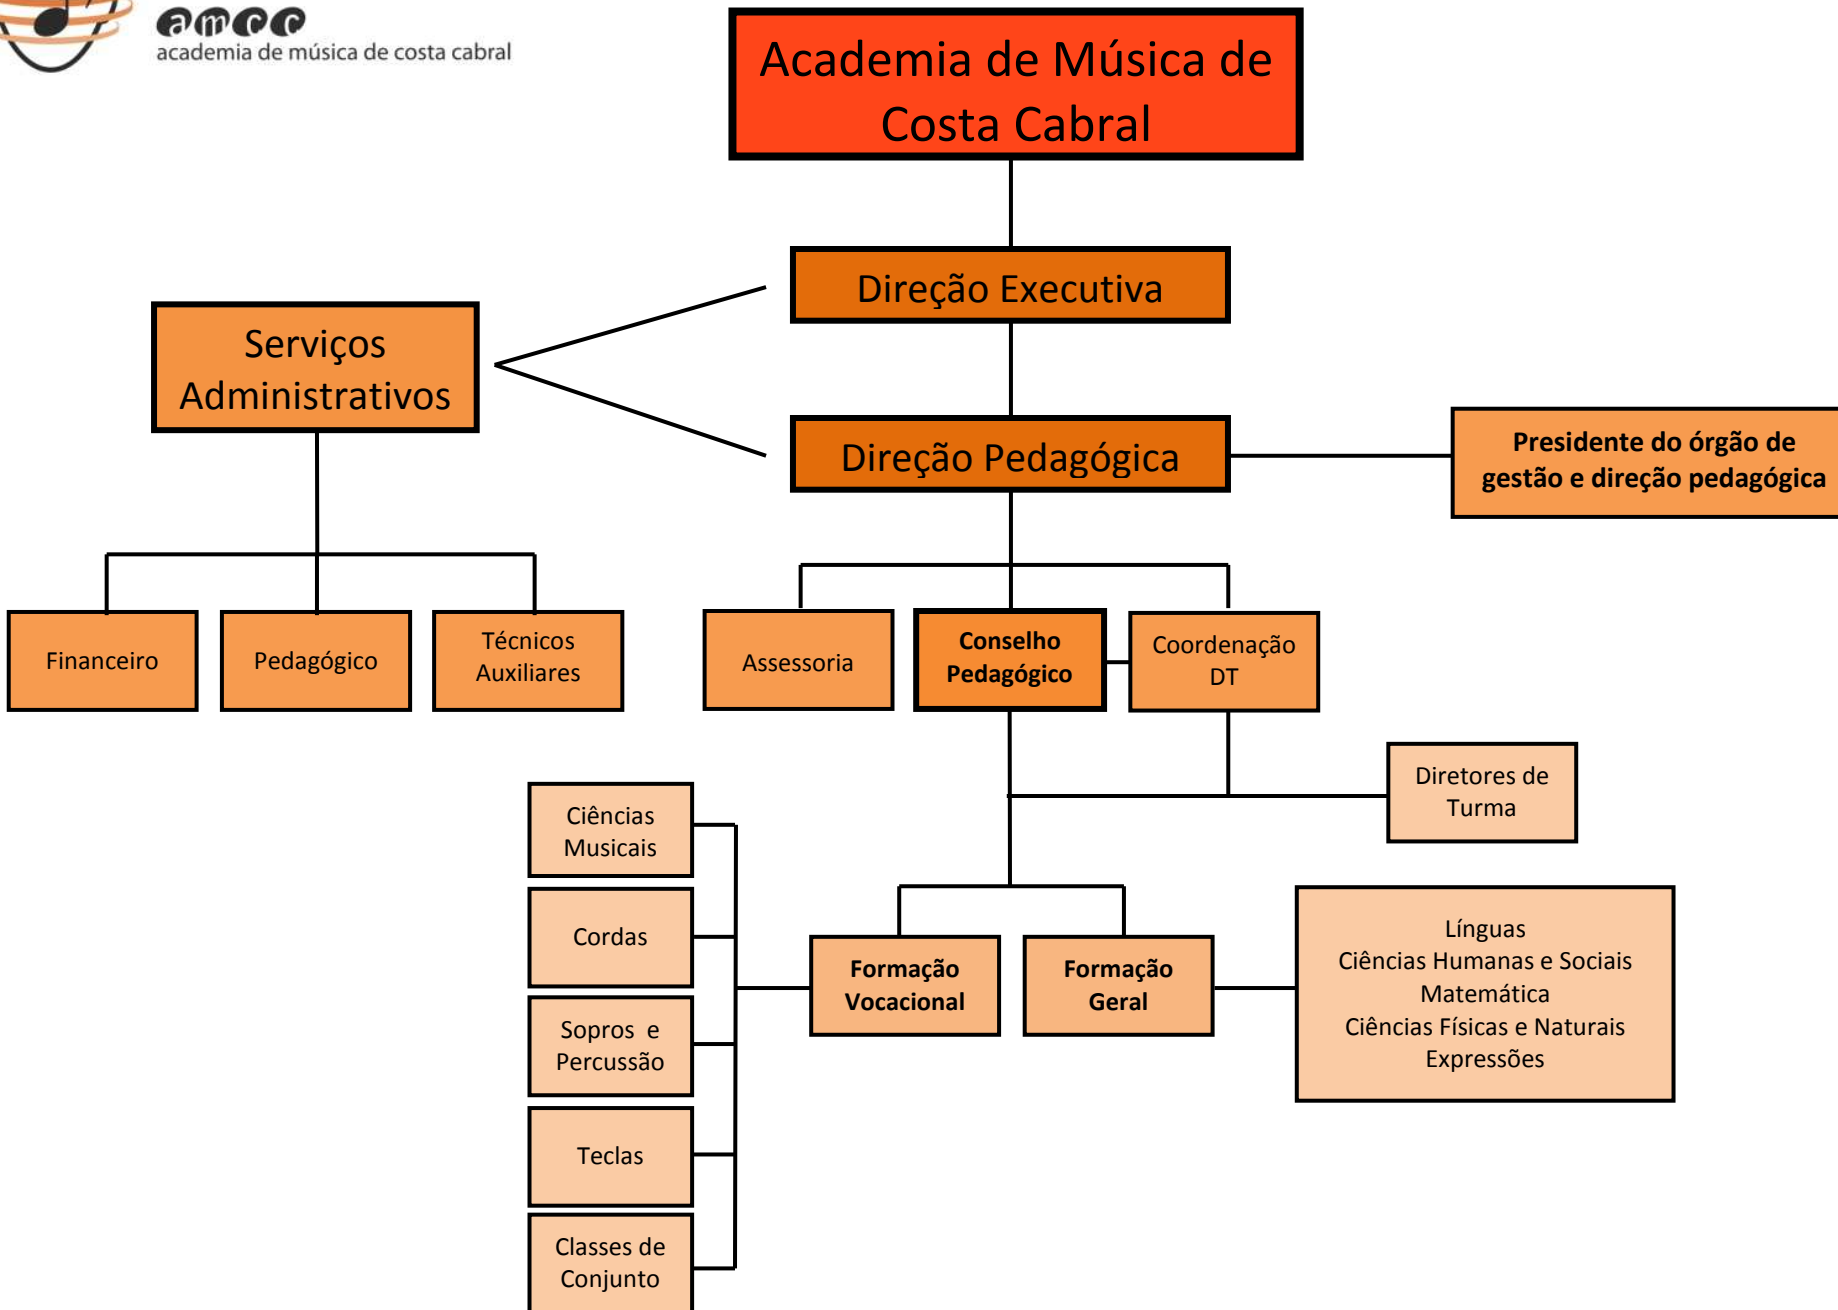 amcc
academia de música de costa cabral
Academia de Música de
Costa Cabral
Direção Executiva
Serviços
Administrativos
Direção Pedagógica
Presidente do órgão de
gestão e direção pedagógica
Financeiro
Pedagógico
Técnicos
Auxiliares
Assessoria
Conselho
Pedagógico
Coordenação
DT
Diretores de
Turma
Ciências
Musicais
Cordas
Sopros e
Percussão
Teclas
Classes de
Conjunto
Formação
Vocacional
Formação
Geral
Línguas
Ciências Humanas e Sociais
Matemática
Ciências Físicas e Naturais
Expressões